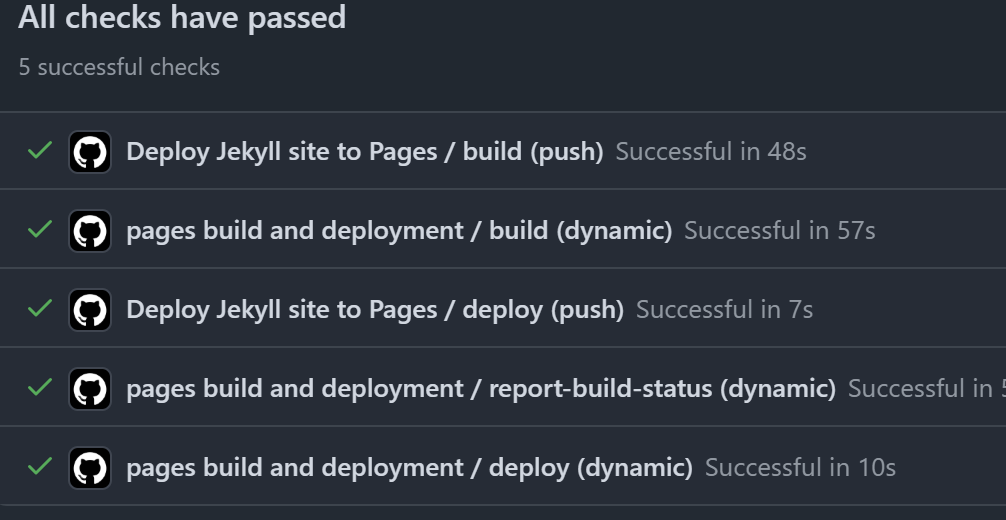 All checks have passed
5 successful checks
Deploy Jekyll site to Pages / build (push) Successful in 48s
pages build and deployment / build (dynamic) Successful in 57s
Deploy Jekyll site to Pages / deploy (push) Successful in 7s
pages build and deployment / report-build-status (dynamic) Successful in
pages build and deployment / deploy (dynamic) Successful in 10s